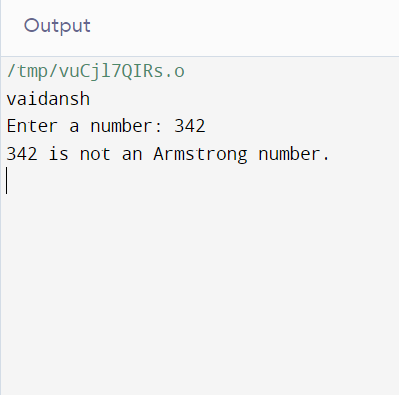 Output
/tmp/vuCjl7QIRs.o
vaidansh
Enter a number: 342
342 is not an Armstrong number.